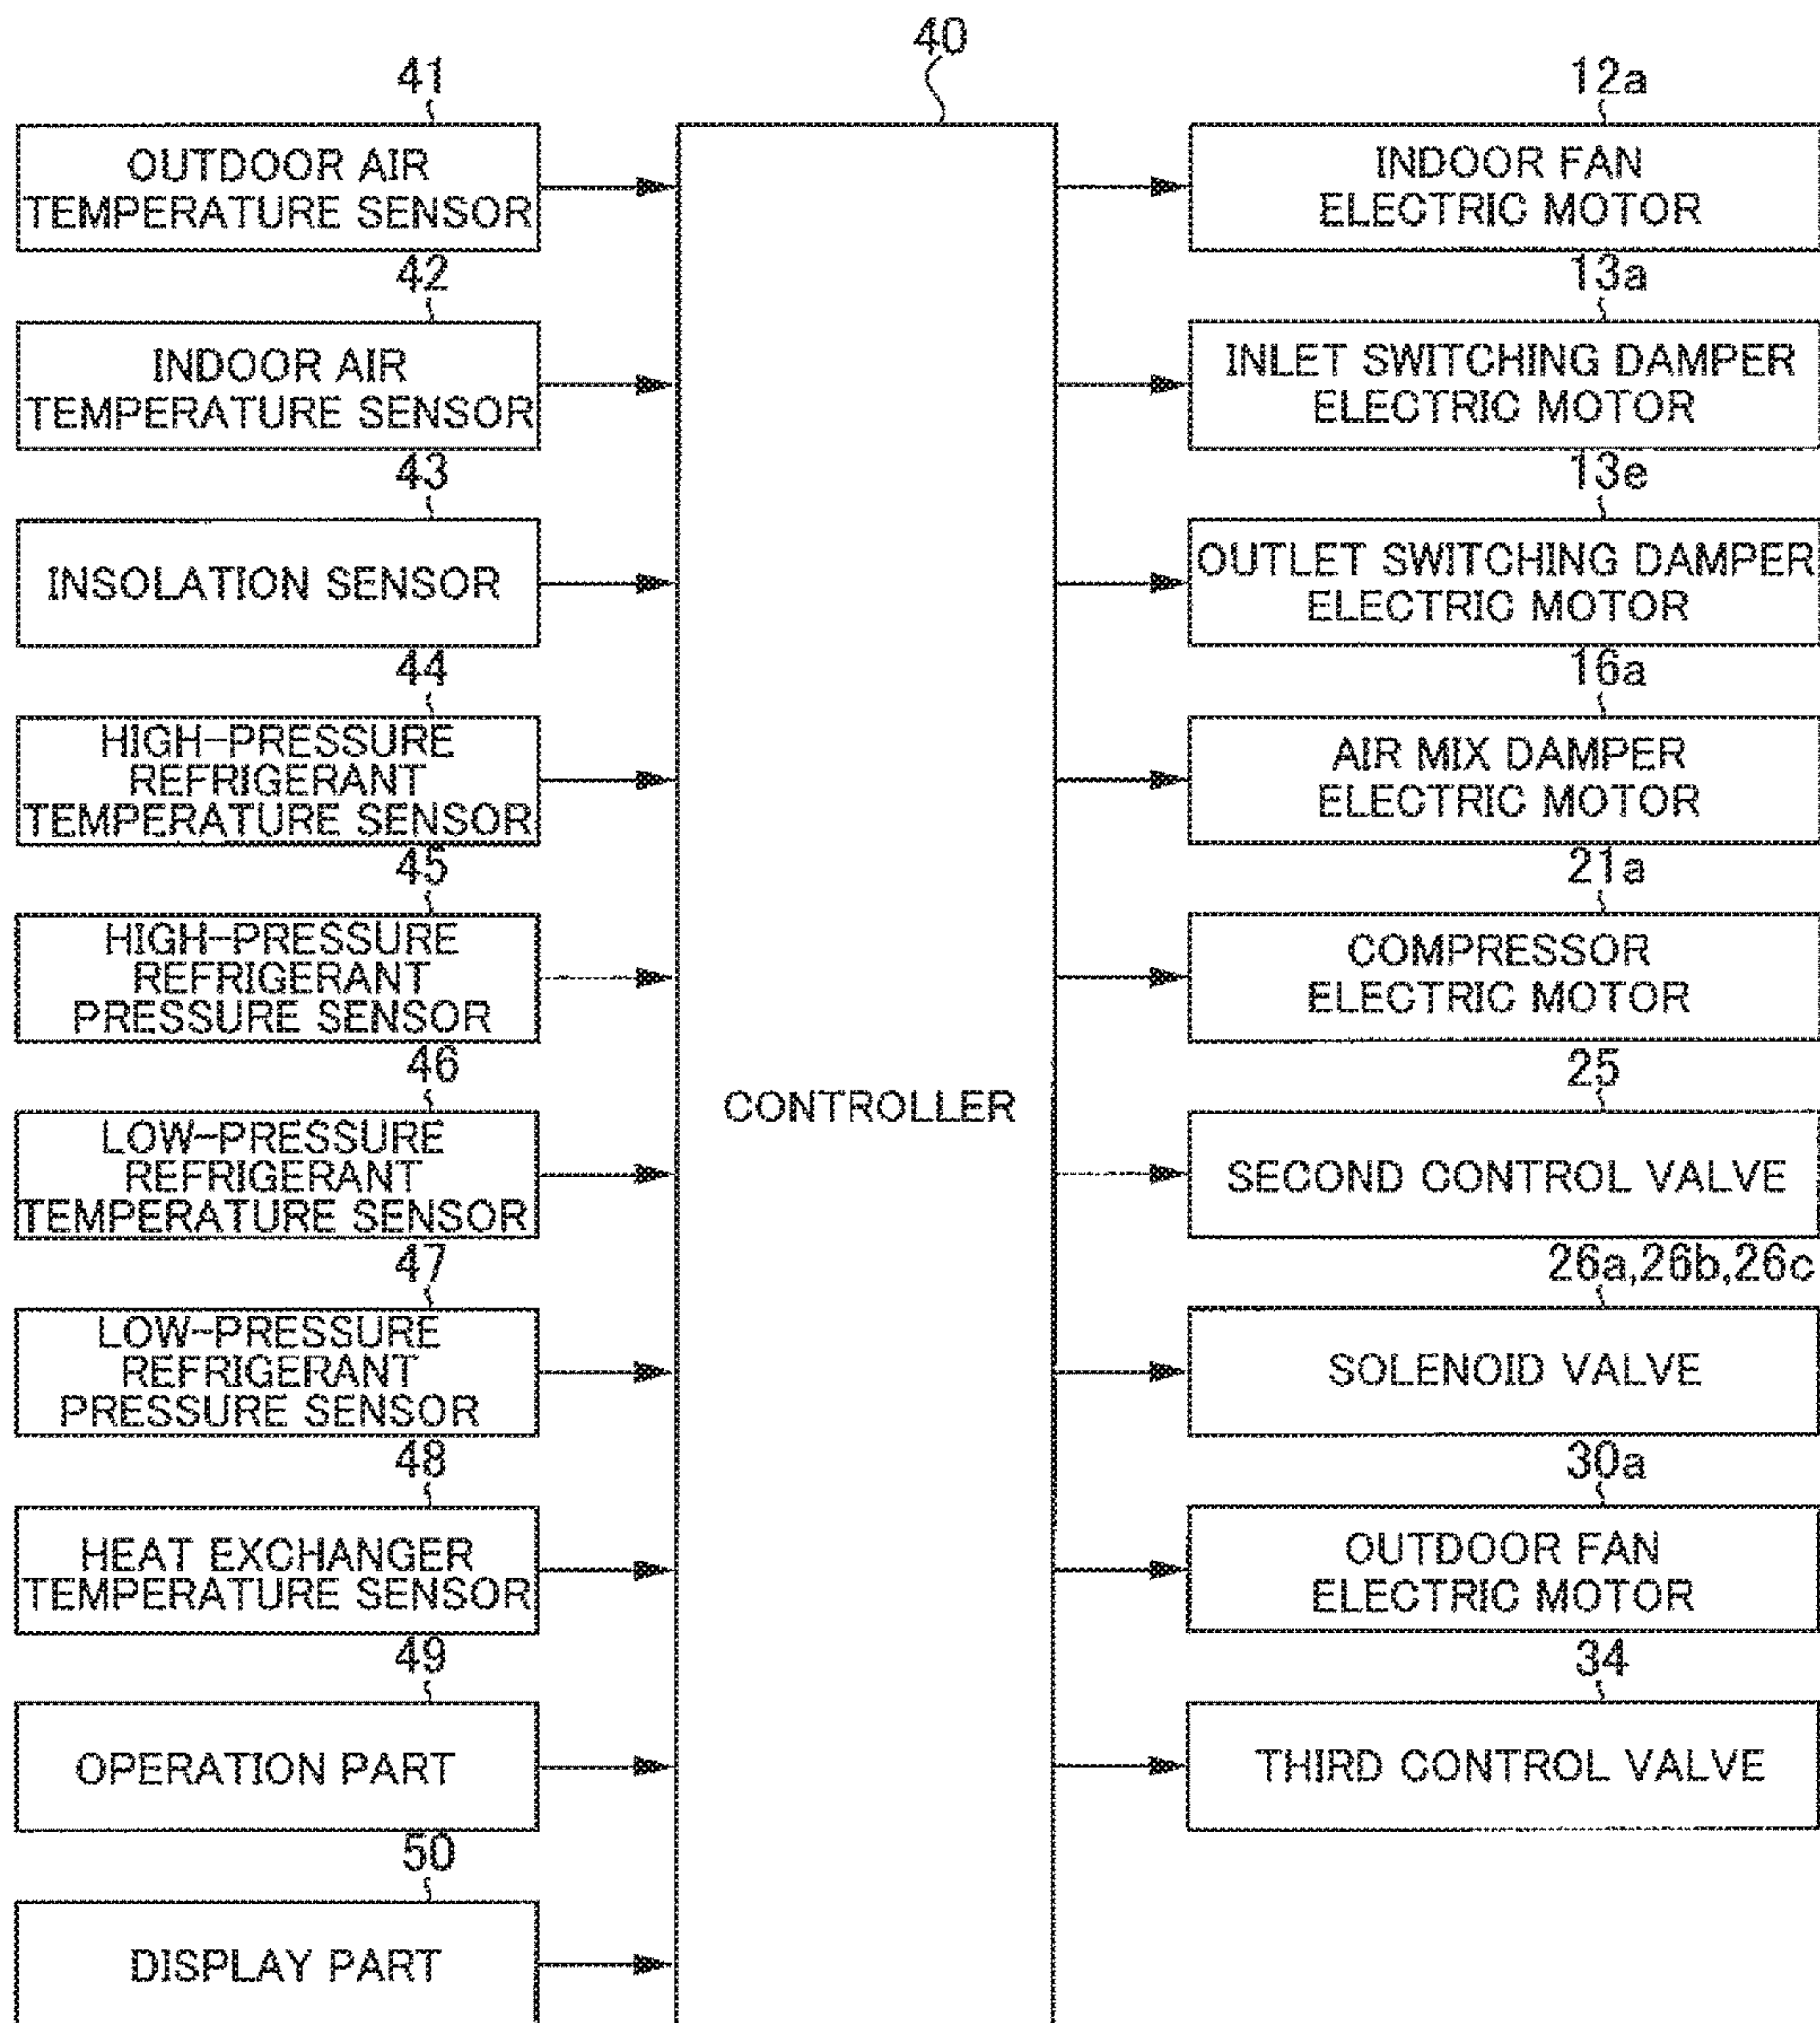 40
41
OUTDOOR AIR
TEMPERATURE SENSOR
42
INDOOR AIR
TEMPERATURE SENSOR
43
INSOLATION SENSOR
44
HIGH-PRESSURE
REFRIGERANT
TEMPERATURE SENSOR
45
HIGH-PRESSURE
REFRIGERANT
PRESSURE SENSOR
46
LOW-PRESSURE
REFRIGERANT
TEMPERATURE SENSOR
47
LOW-PRESSURE
REFRIGERANT
PRESSURE SENSOR
48
HEAT EXCHANGER
TEMPERATURE SENSOR
49
OPERATION PART
50
DISPLAY PART
CONTROLLER
12a
INDOOR FAN
ELECTRIC MOTOR
13a
INLET SWITCHING DAMPER
ELECTRIC MOTOR
13e
OUTLET SWITCHING DAMPER
ELECTRIC MOTOR
16a
AIR MIX DAMPER
ELECTRIC MOTOR
21a
COMPRESSOR
ELECTRIC MOTOR
25
SECOND CONTROL VALVE
26a,26b,26c
SOLENOID VALVE
30a
OUTDOOR FAN
ELECTRIC MOTOR
34
THIRD CONTROL VALVE